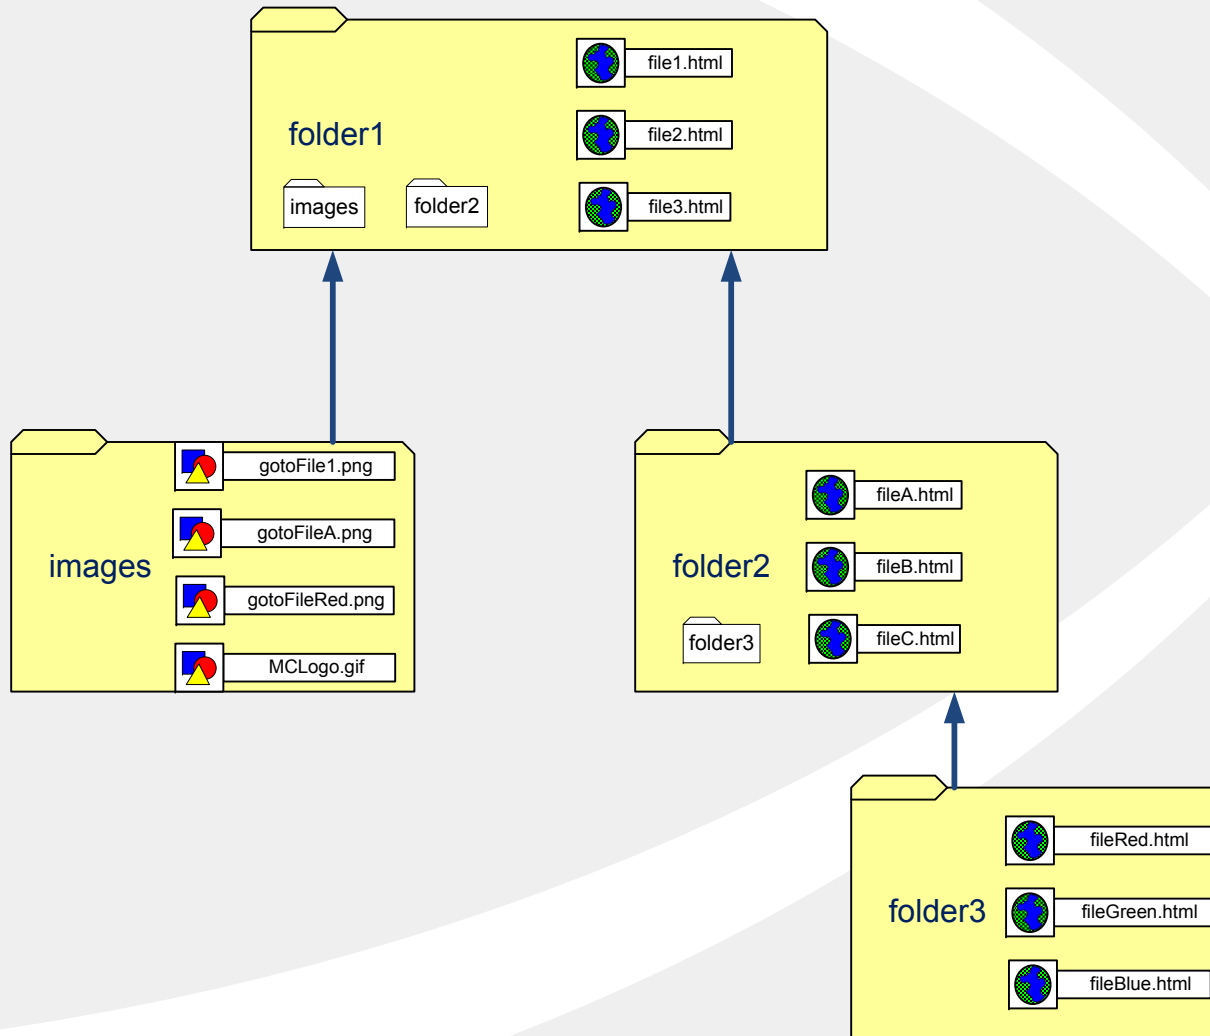 folder1
images
folder2
file1.html
file2.html
file3.html
images
gotoFile1.png
gotoFileA.png
gotoFileRed.png
MCLogo.gif
folder2
folder3
fileA.html
fileB.html
fileC.html
folder3
fileRed.html
fileGreen.html
fileBlue.html